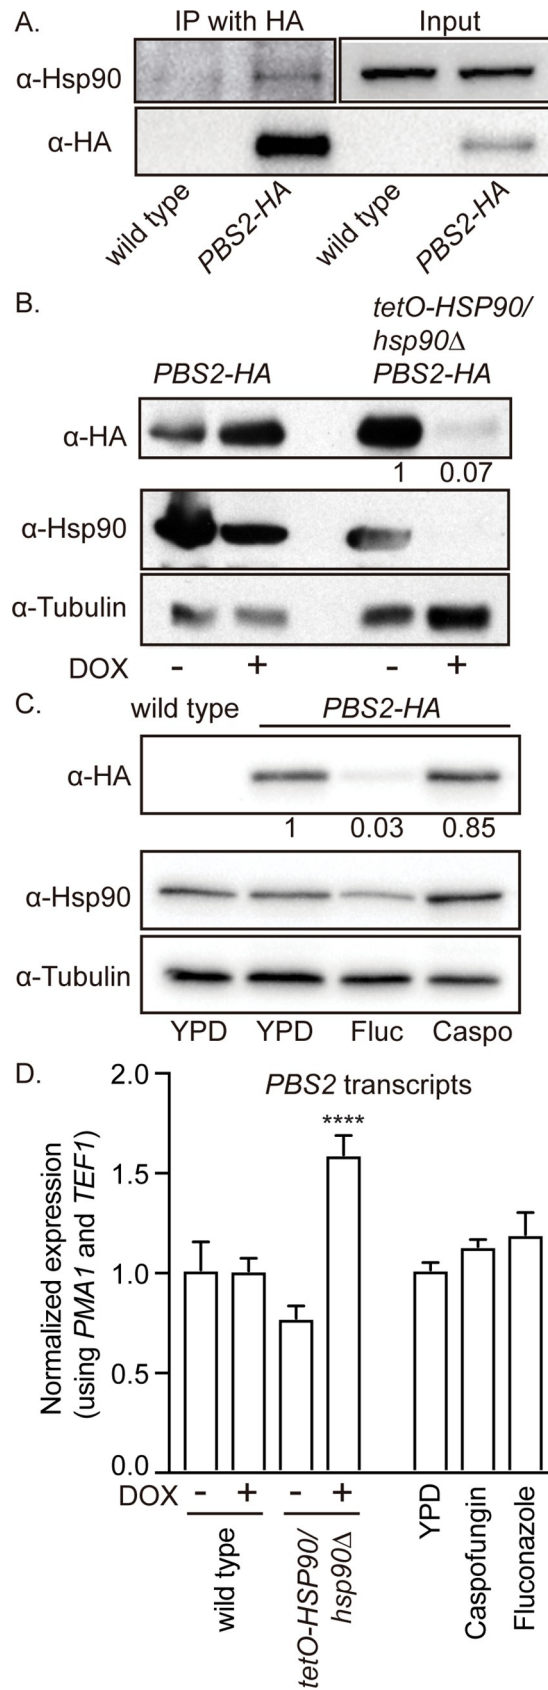 A.
IP with HA Input
α-Hsp90
α-HA
wild type PBS2-HA wild type PBS2-HA
B.
tetO-HSP90/
hsp90Δ
PBS2-HA PBS2-HA
α-HA
1 0.07
α-Hsp90
α-Tubulin
DOX - + - +
C.
wild type PBS2-HA
α-HA
1 0.03 0.85
α-Hsp90
α-Tubulin
YPD YPD Fluc Caspo
D.
PBS2 transcripts
****
Normalized expression
(using PMA1 and TEF1)
2.0
1.5
1.0
0.5
0.0
DOX - + - +
wild type
tetO-HSP90/
hsp90Δ
YPD
Caspofungin
Fluconazole